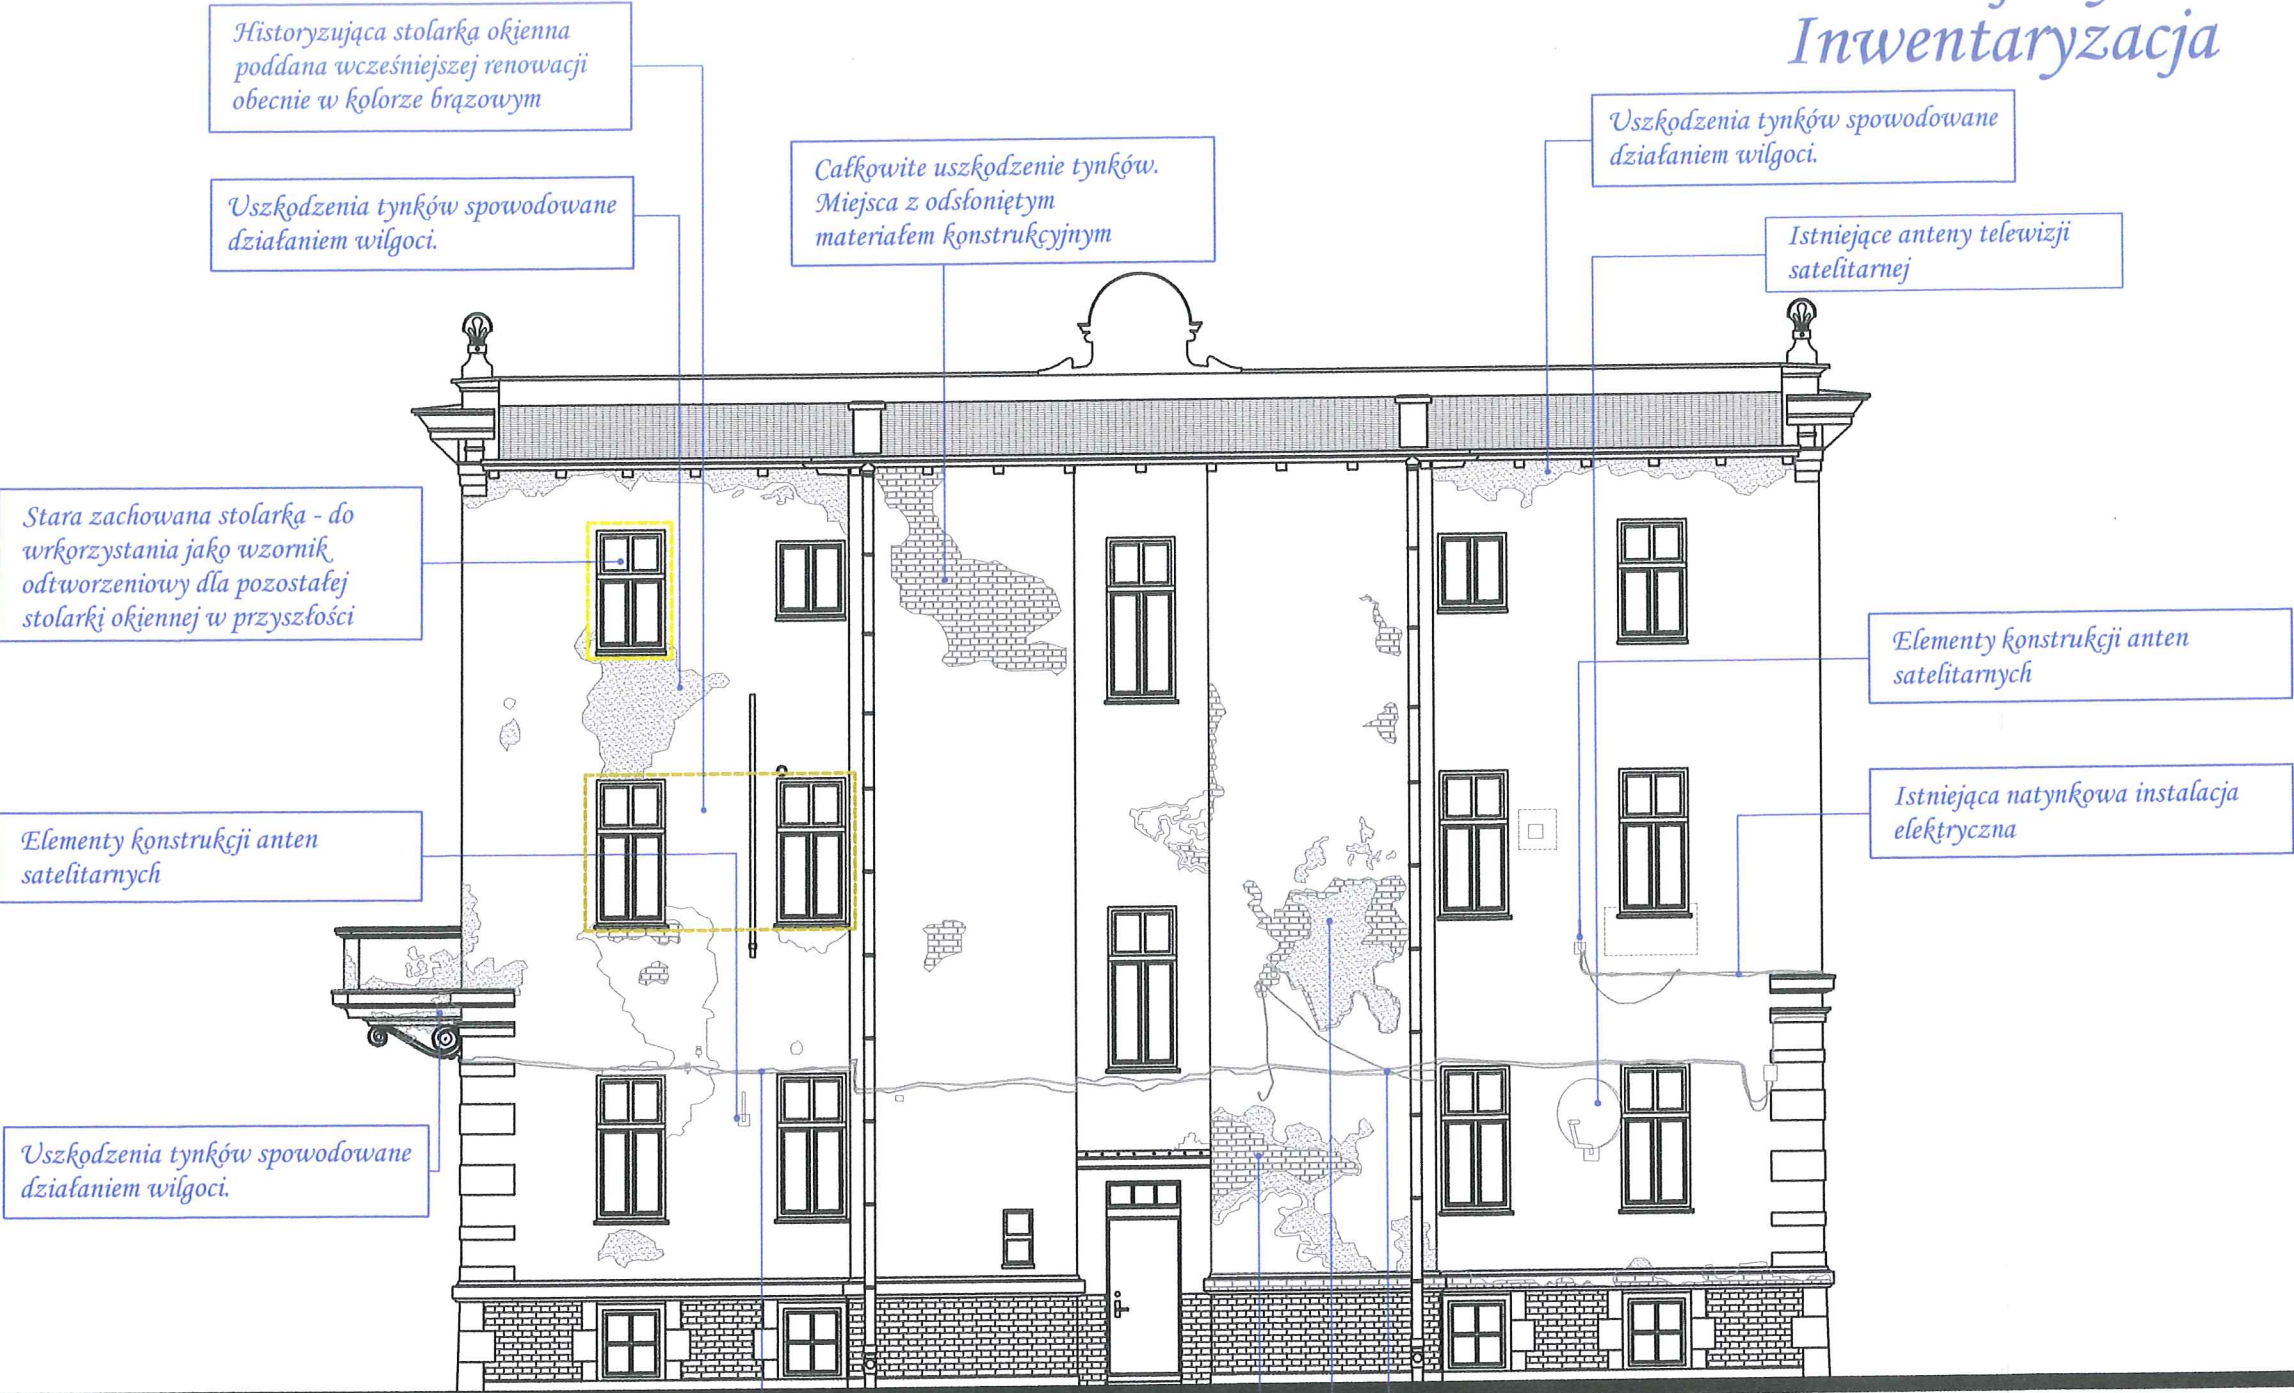 Inwentaryzacja
Historyzująca stolarka okienna
poddana wcześniejszej renowacji
obecnie w kolorze brązowym
Uszkodzenia tynków spowodowane
działaniem wilgoci.
Całkowite uszkodzenie tynków.
Miejsca z odsłoniętym
materiałem konstrukcyjnym
Uszkodzenia tynków spowodowane
działaniem wilgoci.
Istniejące anteny telewizji
satelitarnej
Stara zachowana stolarka - do
wrkorzystania jako wzornik
odtworzeniowy dla pozostałej
stolarki okiennej w przyszłości
Elementy konstrukcji anten
satelitarnych
Istniejąca natynkowa instalacja
elektryczna
Elementy konstrukcji anten
satelitarnych
Uszkodzenia tynków spowodowane
działaniem wilgoci.